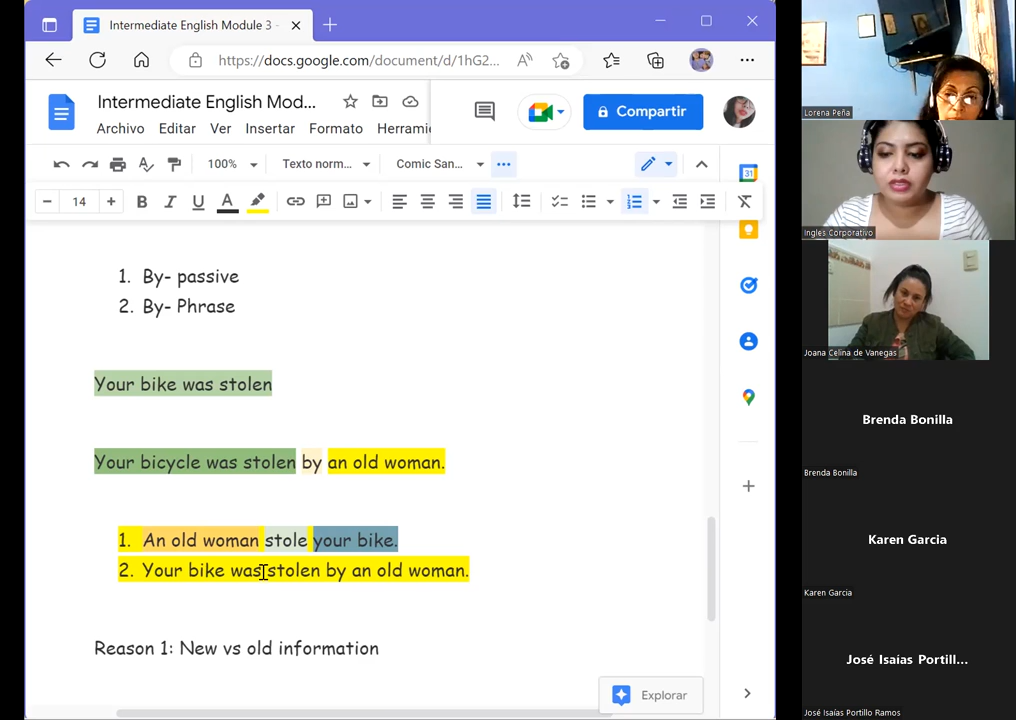 Intermediate English Module 3 -
https://docs.google.com/document/d/1hG2...
Intermediate English Mod...
Compartir
Archivo Editar Ver Insertar Formato Herrami
100% Texto norm... Comic San...
14
1. By- passive
2. By- Phrase
Your bike was stolen
Your bicycle was stolen by an old woman.
1. An old woman stole your bike.
2. Your bike was stolen by an old woman.
Reason 1: New vs old information
Explorar
Lorena Peña
Ingles Corporativo
Joana Celina de Vanegas
Brenda Bonilla
Brenda Bonilla
Karen Garcia
Karen Garcia
José Isaías Portill...
José Isaías Portillo Ramos